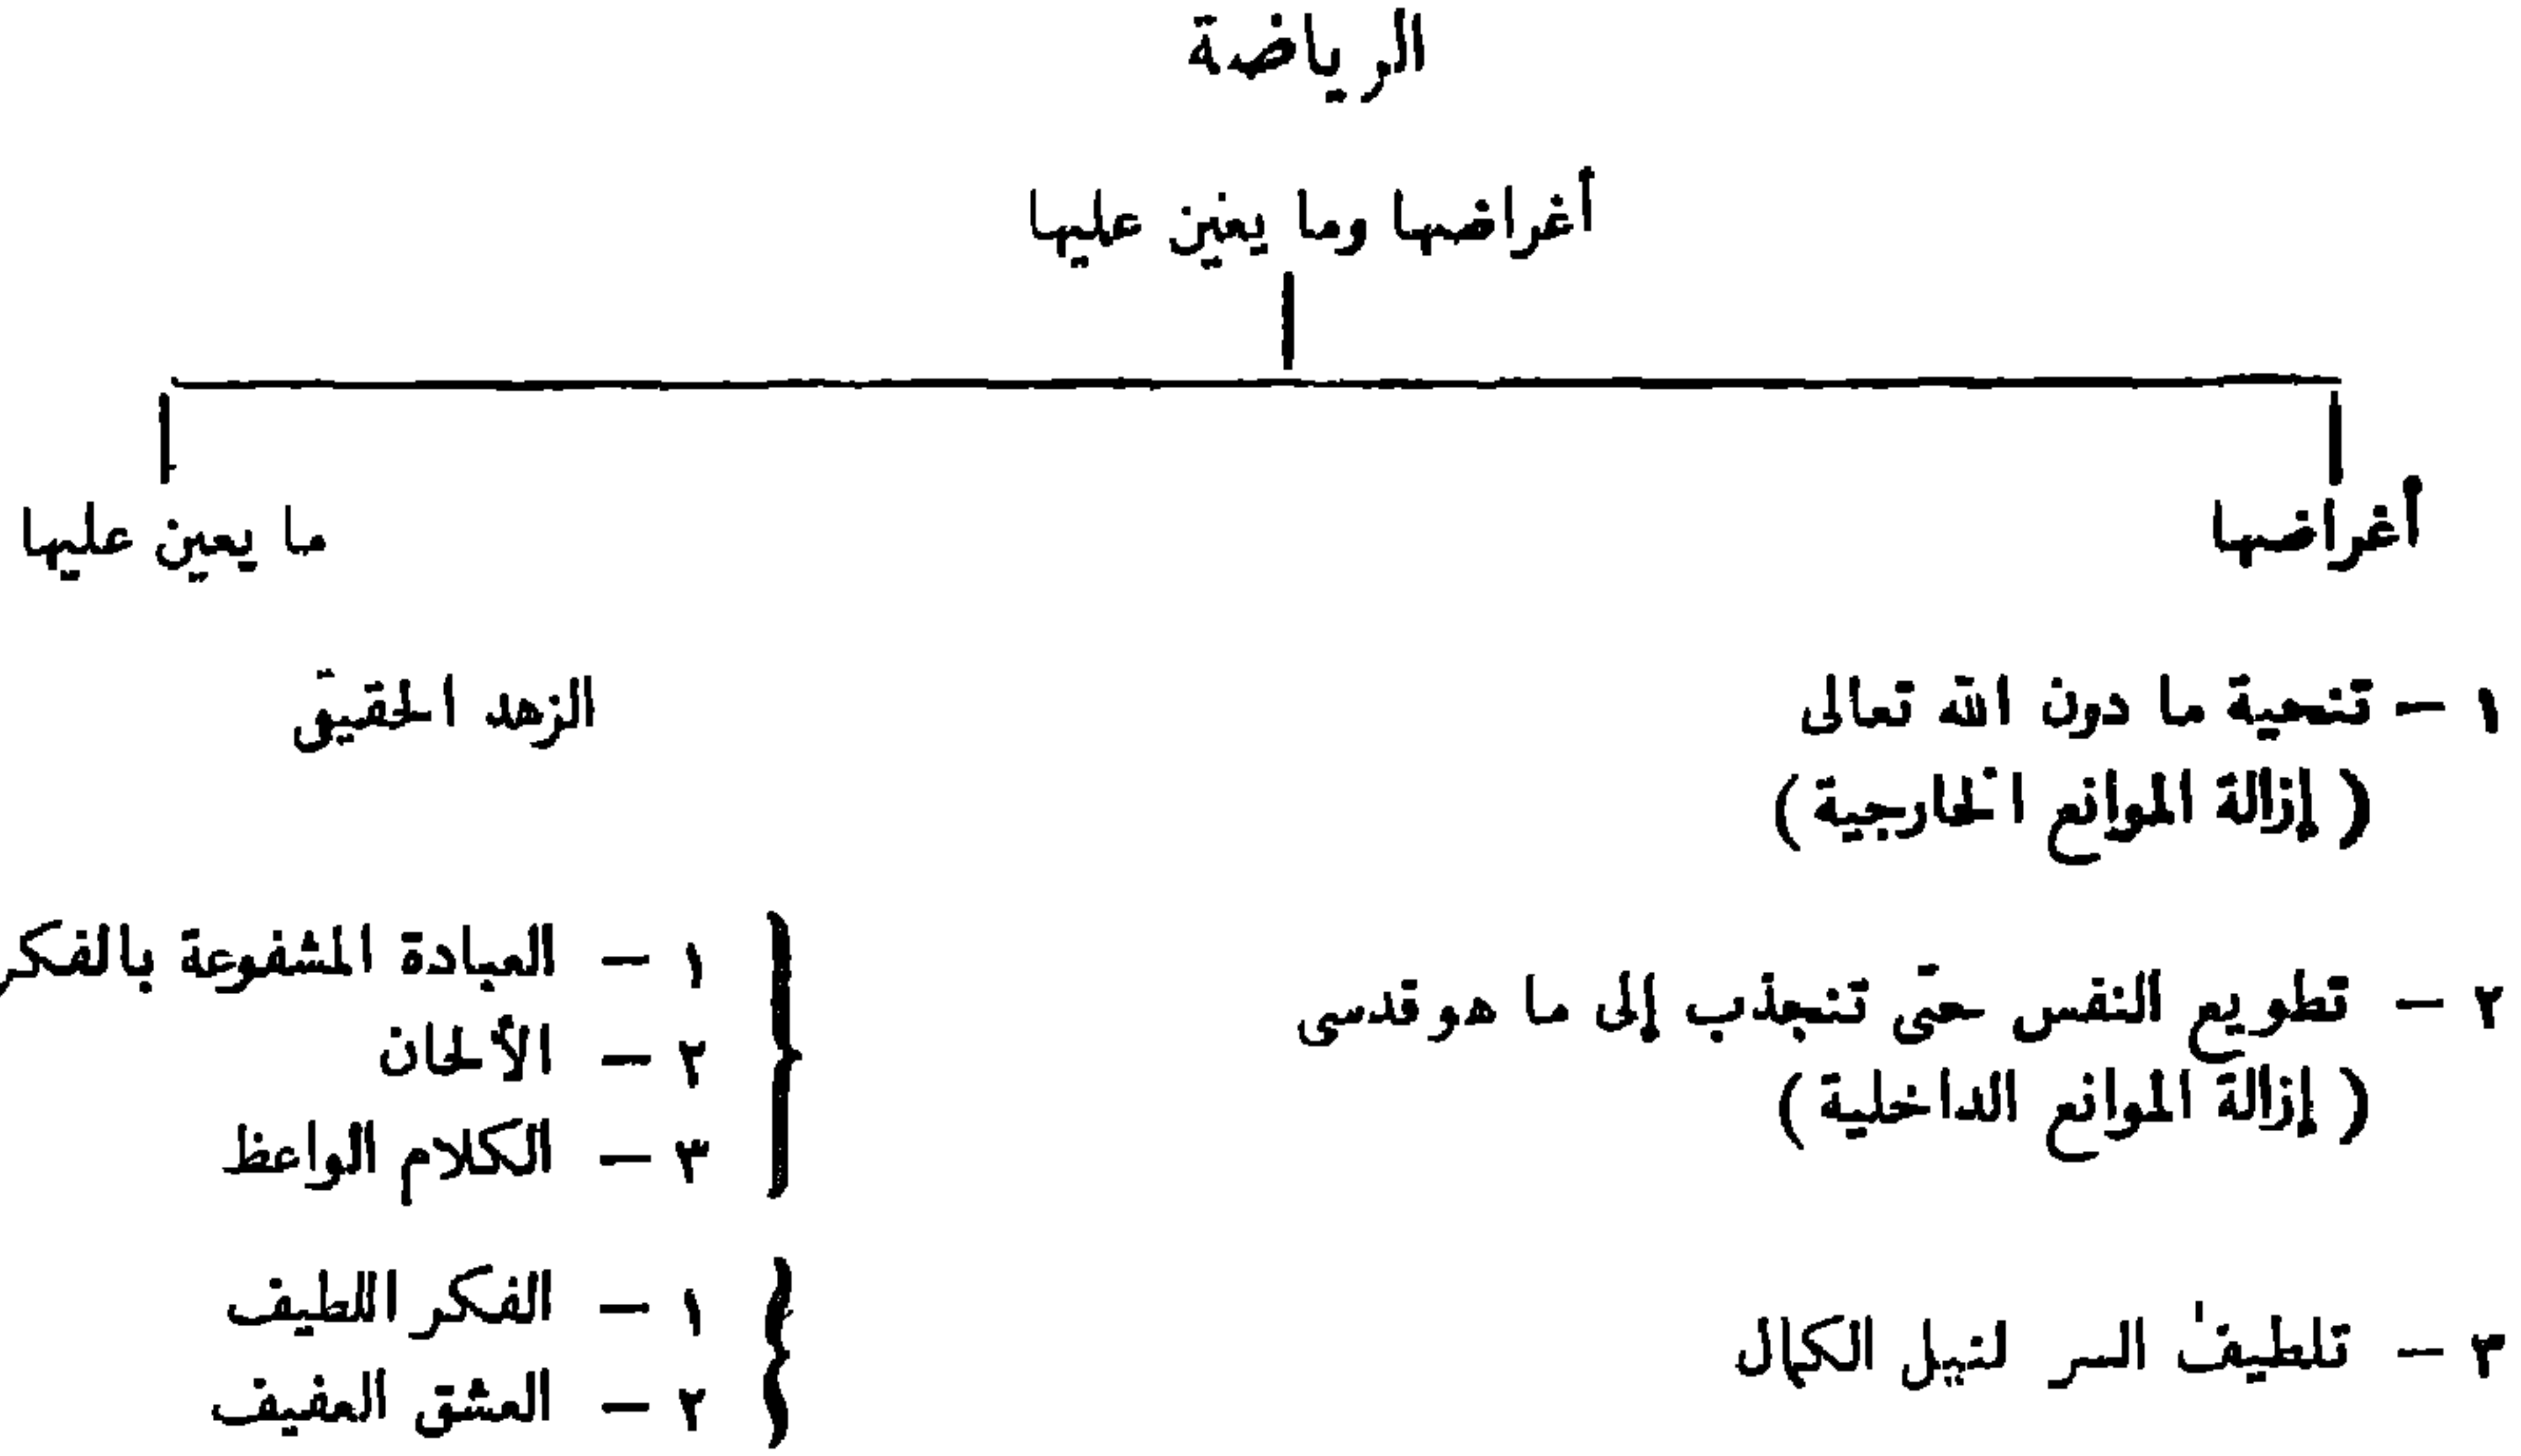 الرياضة
أغراضها وما يعين عليها
أغراضها
ما يعين عليها
١ – تنحية ما دون الله تعالى
الزهد الحقيقى
( إزالة الموانع الخارجية )
١ – العبادة المشفوعة بالفكر
٢ – تطويع النفس حتى تنجذب إلى ما هو قدسى
٢ – الألحان
( إزالة الموانع الداخلية )
٣ – الكلام الواعظ
١ – الفكر اللطيف
٣ – تلطيف السر لنيل الكمال
٢ – العشق العفيف